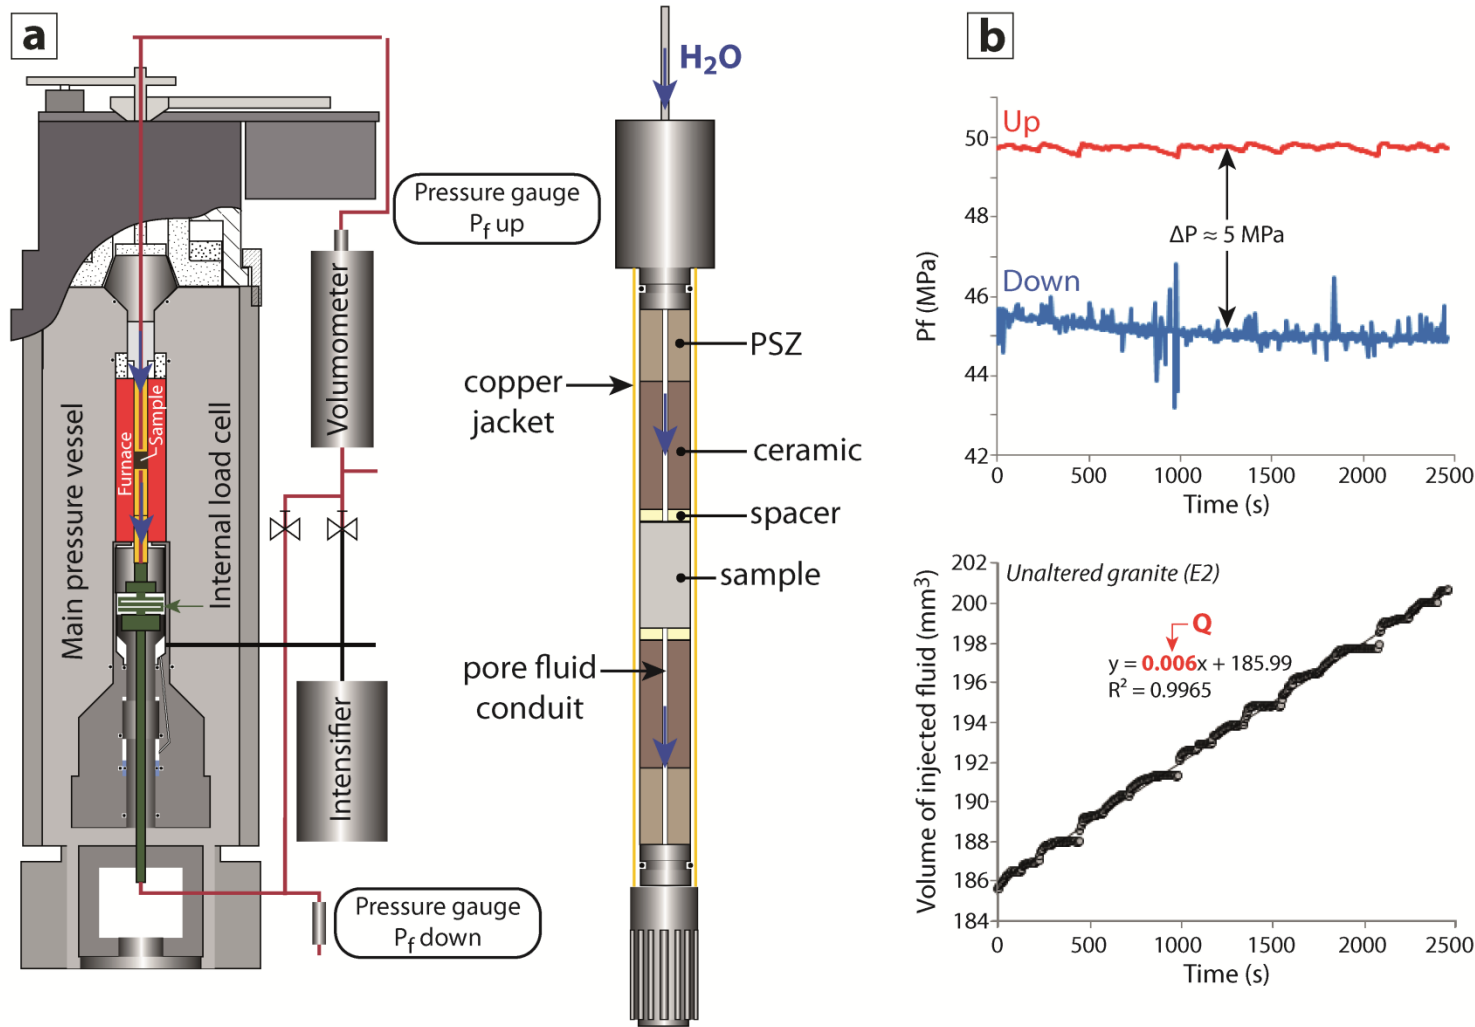 a
H₂O
Pressure gauge
Pf up
Volumometer
Main pressure vessel
Furnace
Sample
Internal load cell
Intensifier
Pressure gauge
Pf down
PSZ
copper
jacket
ceramic
spacer
sample
pore fluid
conduit
b
Up
ΔP ≈ 5 MPa
Down
Pf (MPa)
50
48
46
44
42
0
500
1000
1500
2000
2500
Time (s)
Unaltered granite (E2)
Q
y = 0.006x + 185.99
R² = 0.9965
Volume of injected fluid (mm³)
202
200
198
196
194
192
190
188
186
184
0
500
1000
1500
2000
2500
Time (s)